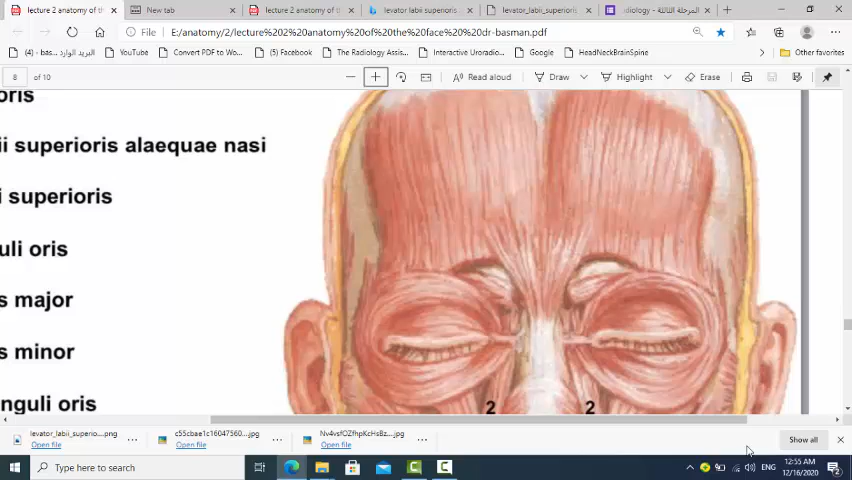 lecture 2 anatomy of th
New tab
lecture 2 anatomy of th
levator labii superioris
levator_labii_superioris
المرحلة الثالثة - adiology
File
E:/anatomy/2/lecture%202%20anatomy%20of%20the%20face%20dr-basman.pdf
(4) - bas... البريد الوارد
YouTube
Convert PDF to Wo...
(5) Facebook
The Radiology Assis...
Interactive Uroradio...
Google
HeadNeckBrainSpine
Other favorites
8 of 10
Read aloud
Draw
Highlight
Erase
oris
ii superioris alaequae nasi
i superioris
uli oris
s major
s minor
nguli oris
2 2
levator_labii_superio....png
Open file
c55cbae1c16047560....jpg
Open file
Nv4vsfOZfhpKcHsBz....jpg
Open file
Show all
Type here to search
ENG
12:55 AM
12/16/2020
2